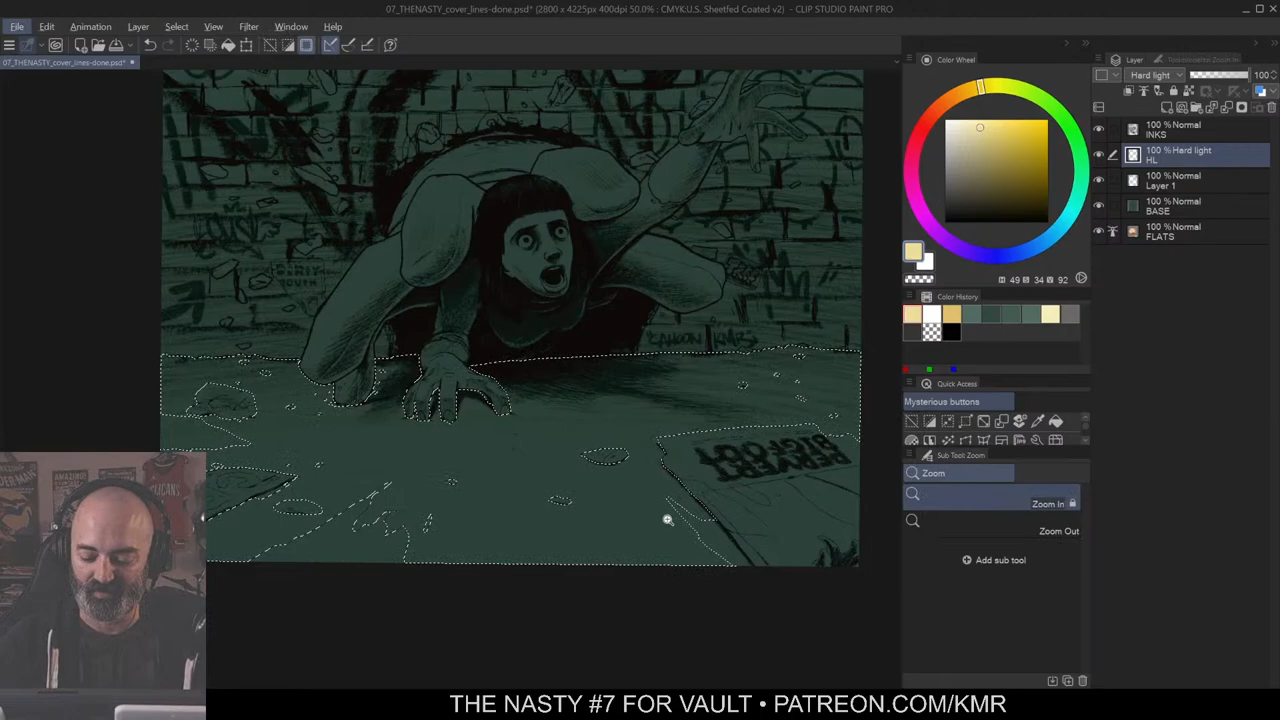 07_THENASTY_cover_lines-done.psd* (2800 x 4225px 400dpi 50.0% : CMYK:U.S. Sheetfed Coated v2) - CLIP STUDIO PAINT PRO
File Edit Animation Layer Select View Filter Window Help
07_THENASTY_cover_lines-done.psd*
Color Wheel
H 49 S 34 V 92
Color History
Quick Access
Mysterious buttons
Sub Tool: Zoom
Zoom
Zoom In
Zoom Out
Add sub tool
Layer
Hard light 100
100 % Normal
INKS
100 % Hard light
HL
100 % Normal
Layer 1
100 % Normal
BASE
100 % Normal
FLATS
CAHOON KMR
PERVERT
BIGFOOT
THE NASTY #7 FOR VAULT • PATREON.COM/KMR